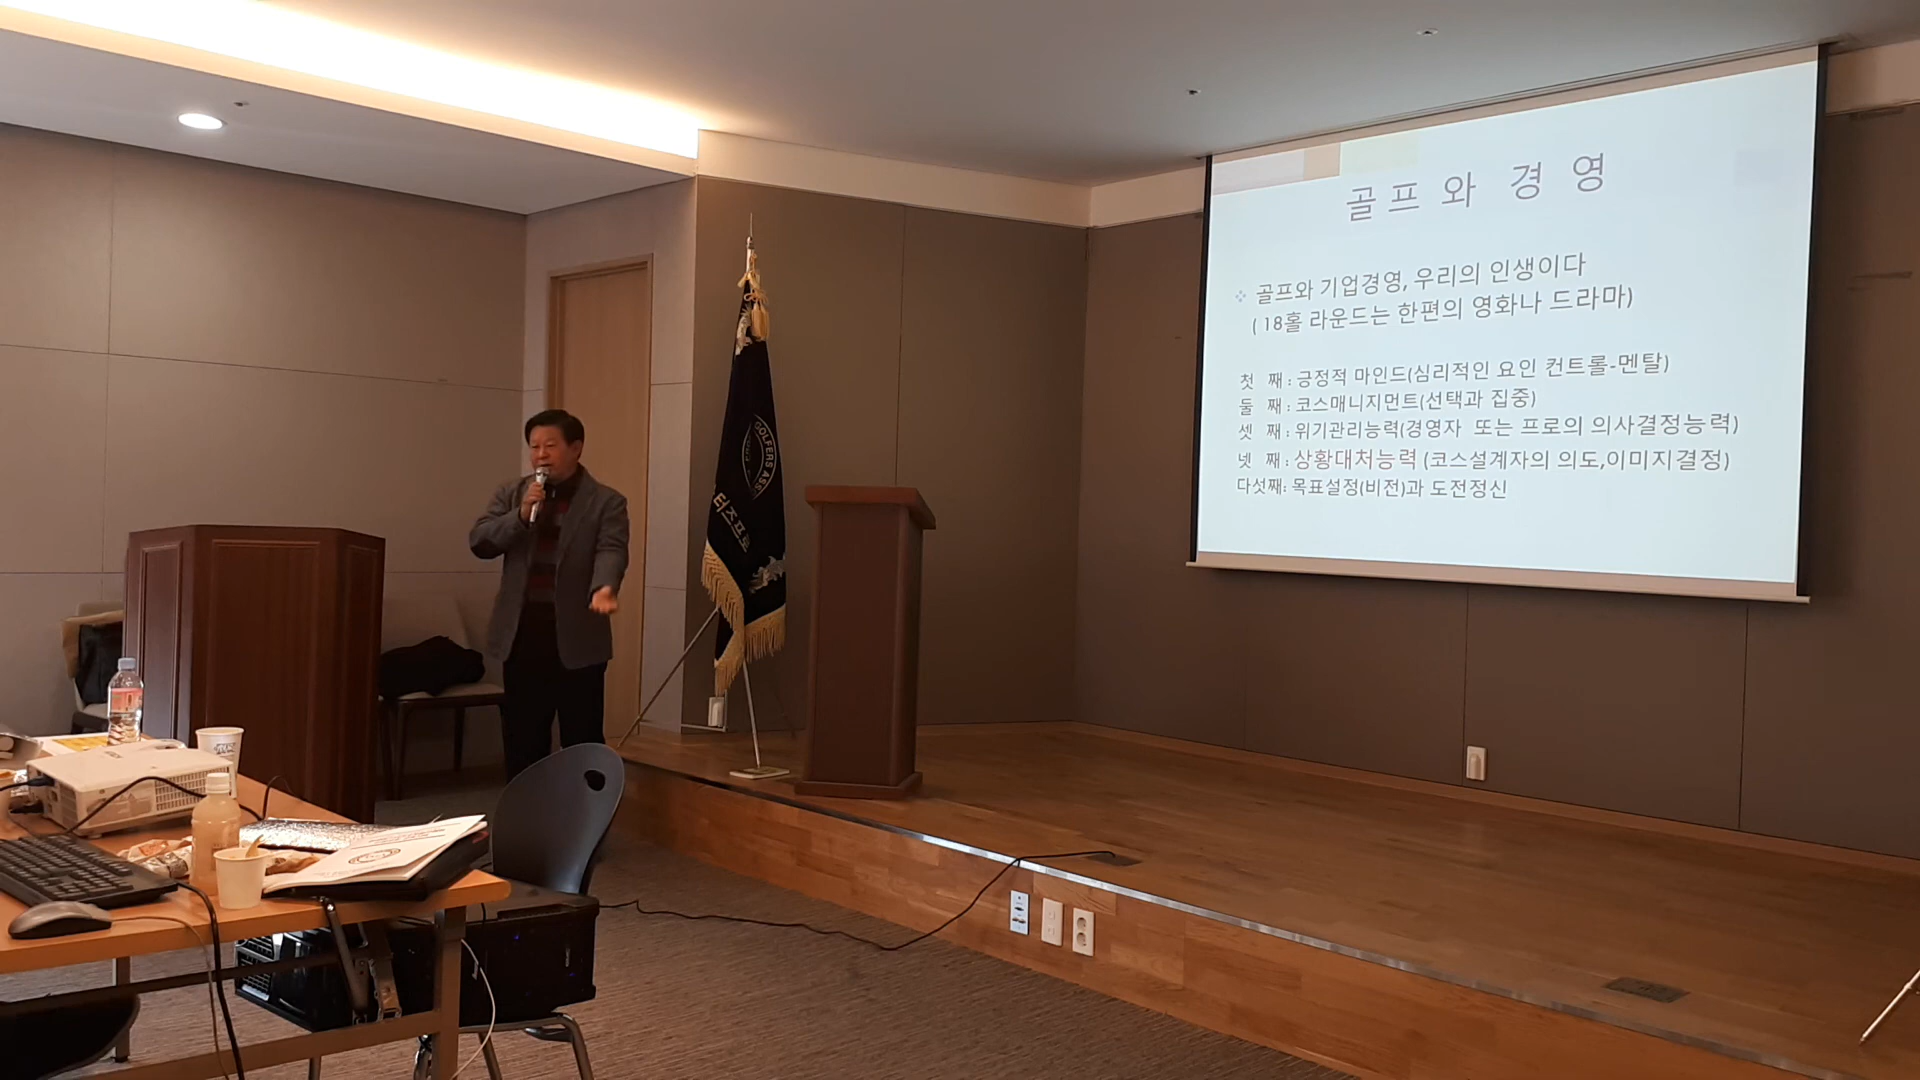 골프와 경영
골프와 기업경영, 우리의 인생이다
( 18홀 라운드는 한편의 영화나 드라마)
첫 째 : 긍정적 마인드(심리적인 요인 컨트롤-멘탈)
둘 째 : 코스매니지먼트(선택과 집중)
셋 째 : 위기관리능력(경영자 또는 프로의 의사결정능력)
넷 째 : 상황대처능력 (코스설계자의 의도,이미지결정)
다섯째: 목표설정(비전)과 도전정신
GOLFERS ASS
터즈프로